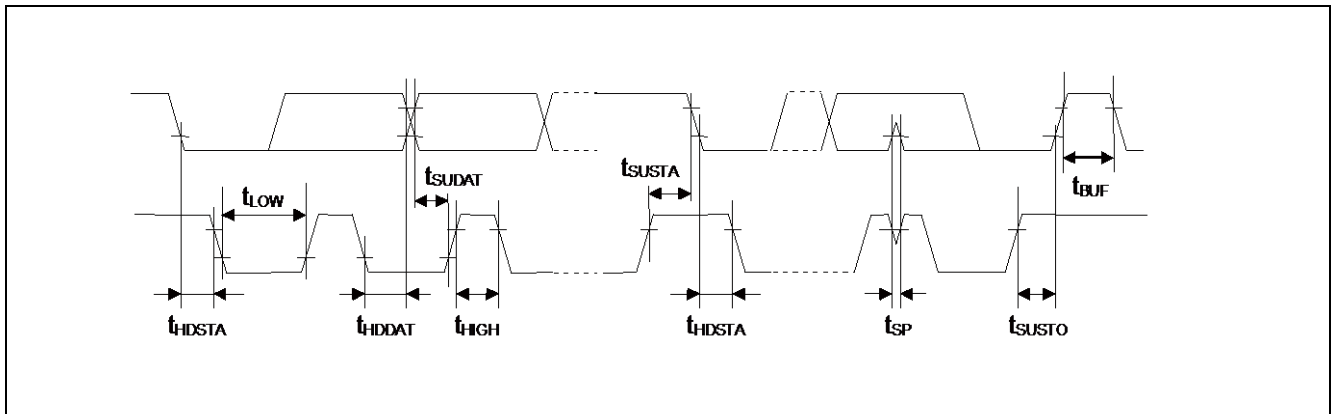 tSUDAT
tSUSTA
tBUF
tLOW
tHDSTA
tHDDAT
tHIGH
tHDSTA
tSP
tSUSTO